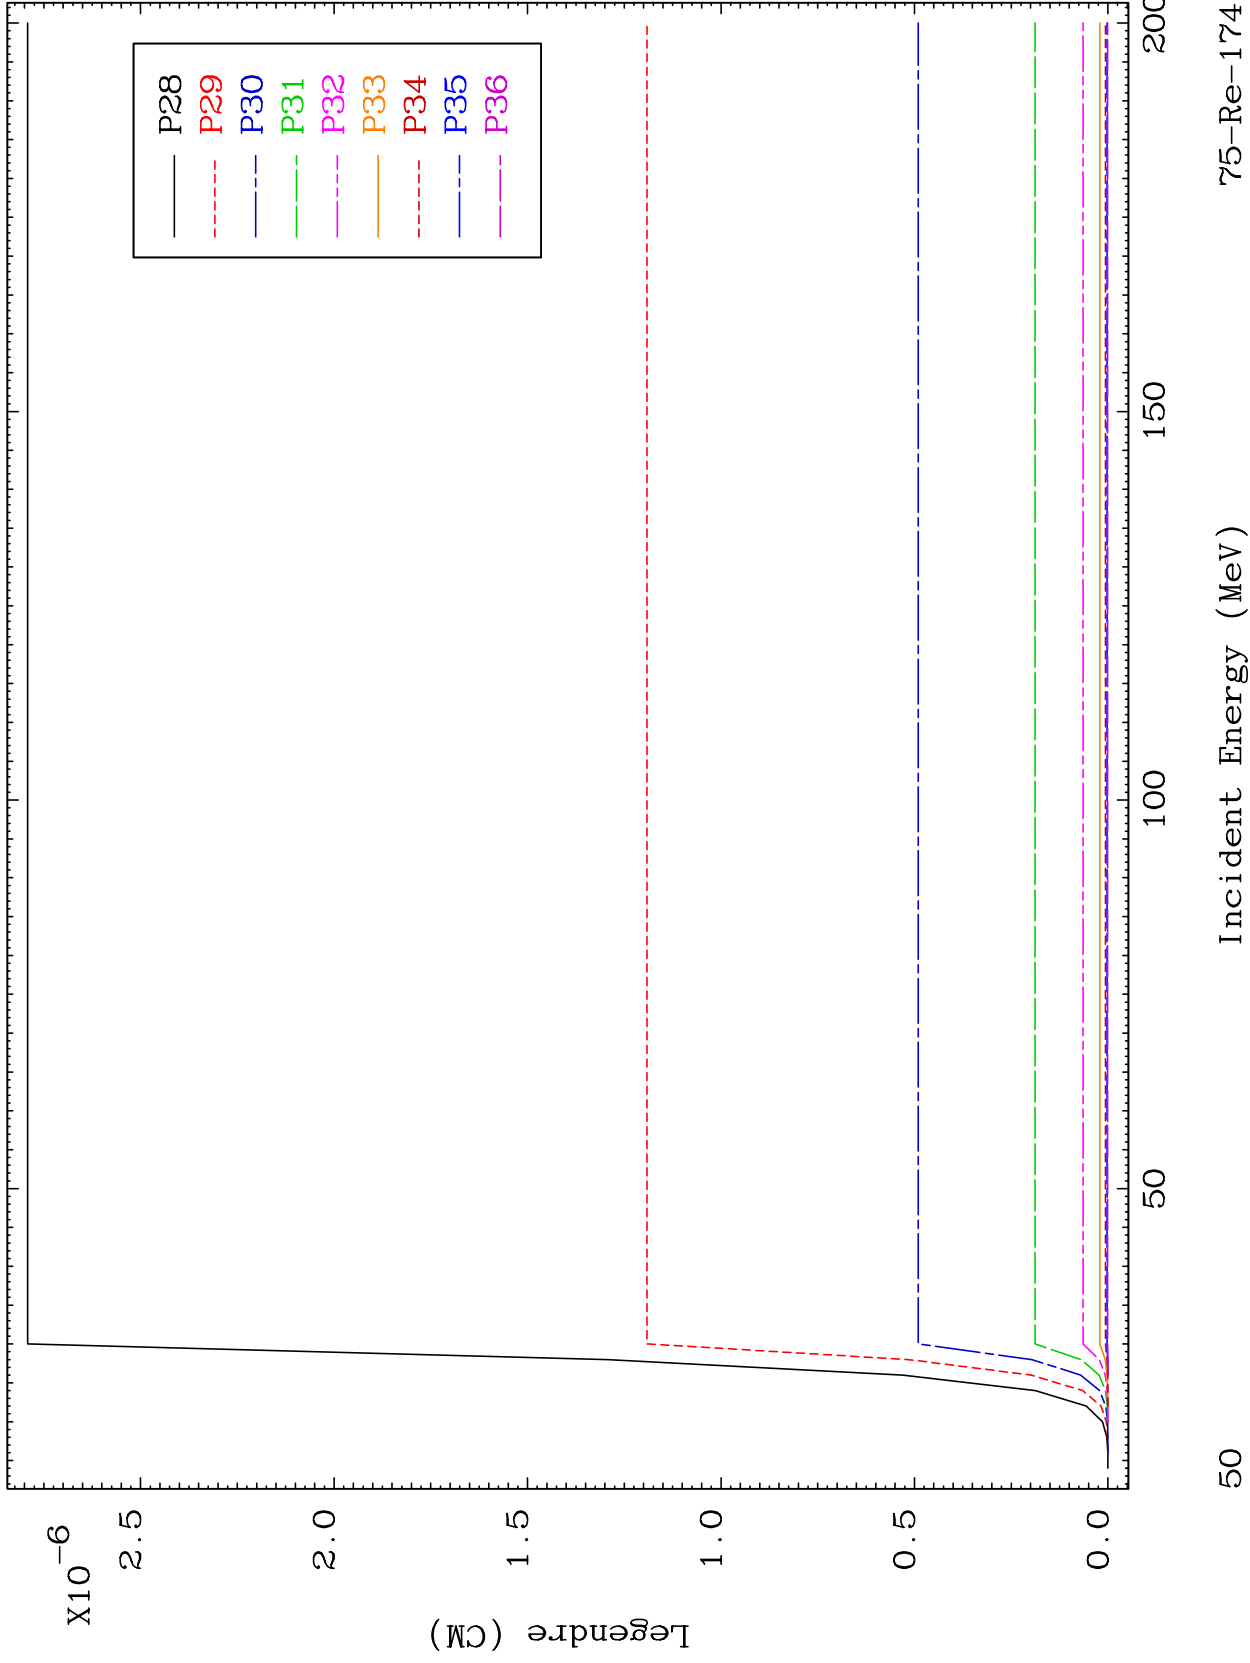 X10-6
2.5
2.0
1.5
1.0
0.5
0.0
Legendre (CM)
P28
P29
P30
P31
P32
P33
P34
P35
P36
50
100
150
200
Incident Energy (MeV)
50
75-Re-174